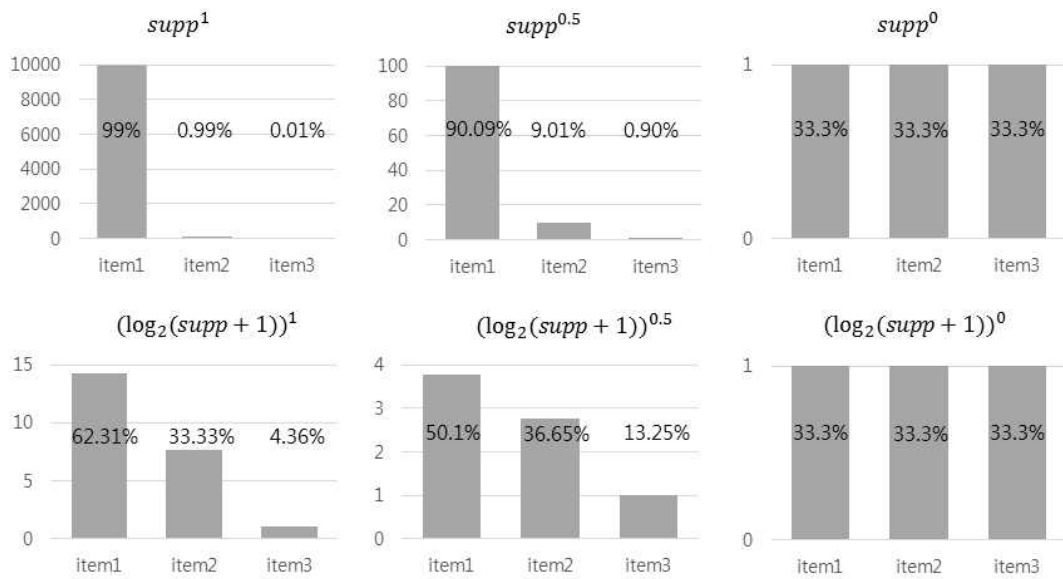 supp¹
10000
8000
6000
4000
2000
0
99% 0.99% 0.01%
item1 item2 item3
supp⁰·⁵
100
80
60
40
20
0
90.09% 9.01% 0.90%
item1 item2 item3
supp⁰
1
0
33.3% 33.3% 33.3%
item1 item2 item3
(log₂(supp + 1))¹
15
10
5
0
62.31% 33.33% 4.36%
item1 item2 item3
(log₂(supp + 1))⁰·⁵
4
3
2
1
0
50.1% 36.65% 13.25%
item1 item2 item3
(log₂(supp + 1))⁰
1
0
33.3% 33.3% 33.3%
item1 item2 item3